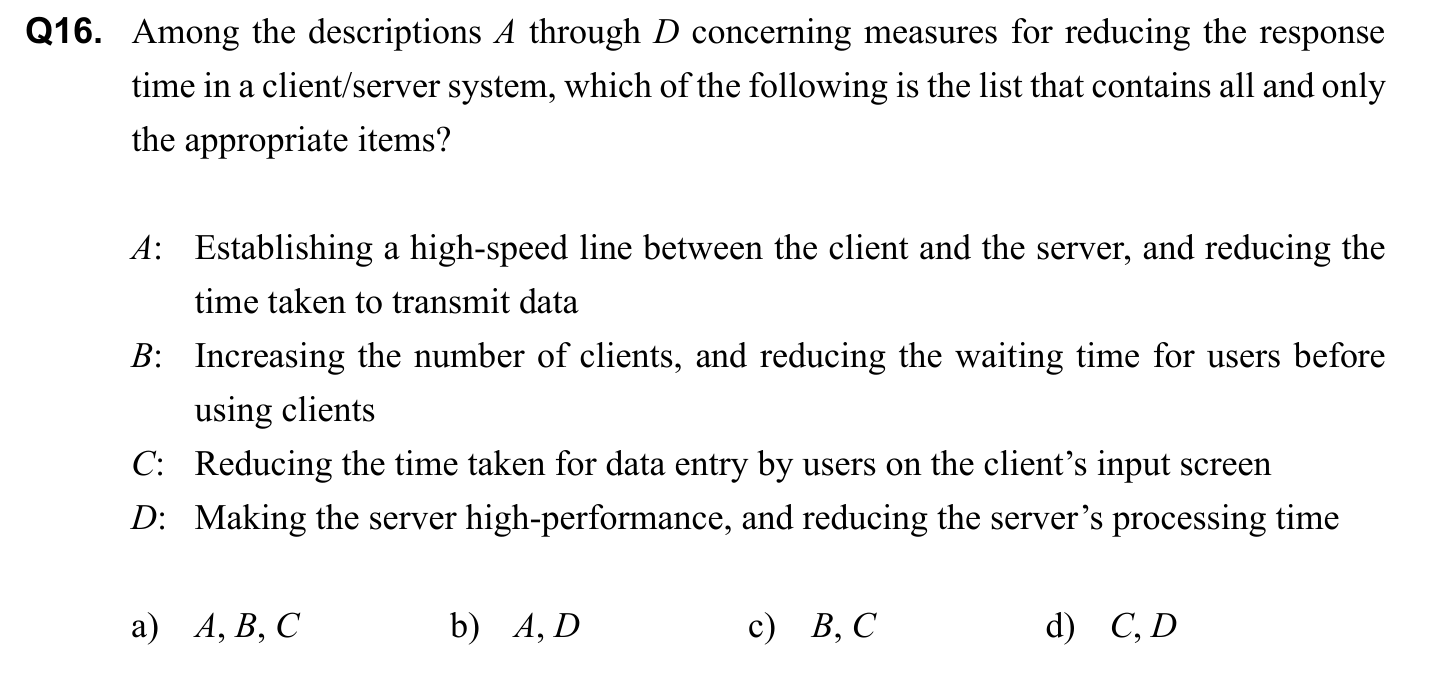 Q16. Among the descriptions A through D concerning measures for reducing the response
time in a client/server system, which of the following is the list that contains all and only
the appropriate items?
A: Establishing a high-speed line between the client and the server, and reducing the
time taken to transmit data
B: Increasing the number of clients, and reducing the waiting time for users before
using clients
C: Reducing the time taken for data entry by users on the client’s input screen
D: Making the server high-performance, and reducing the server’s processing time
a) A, B, C b) A, D c) B, C d) C, D